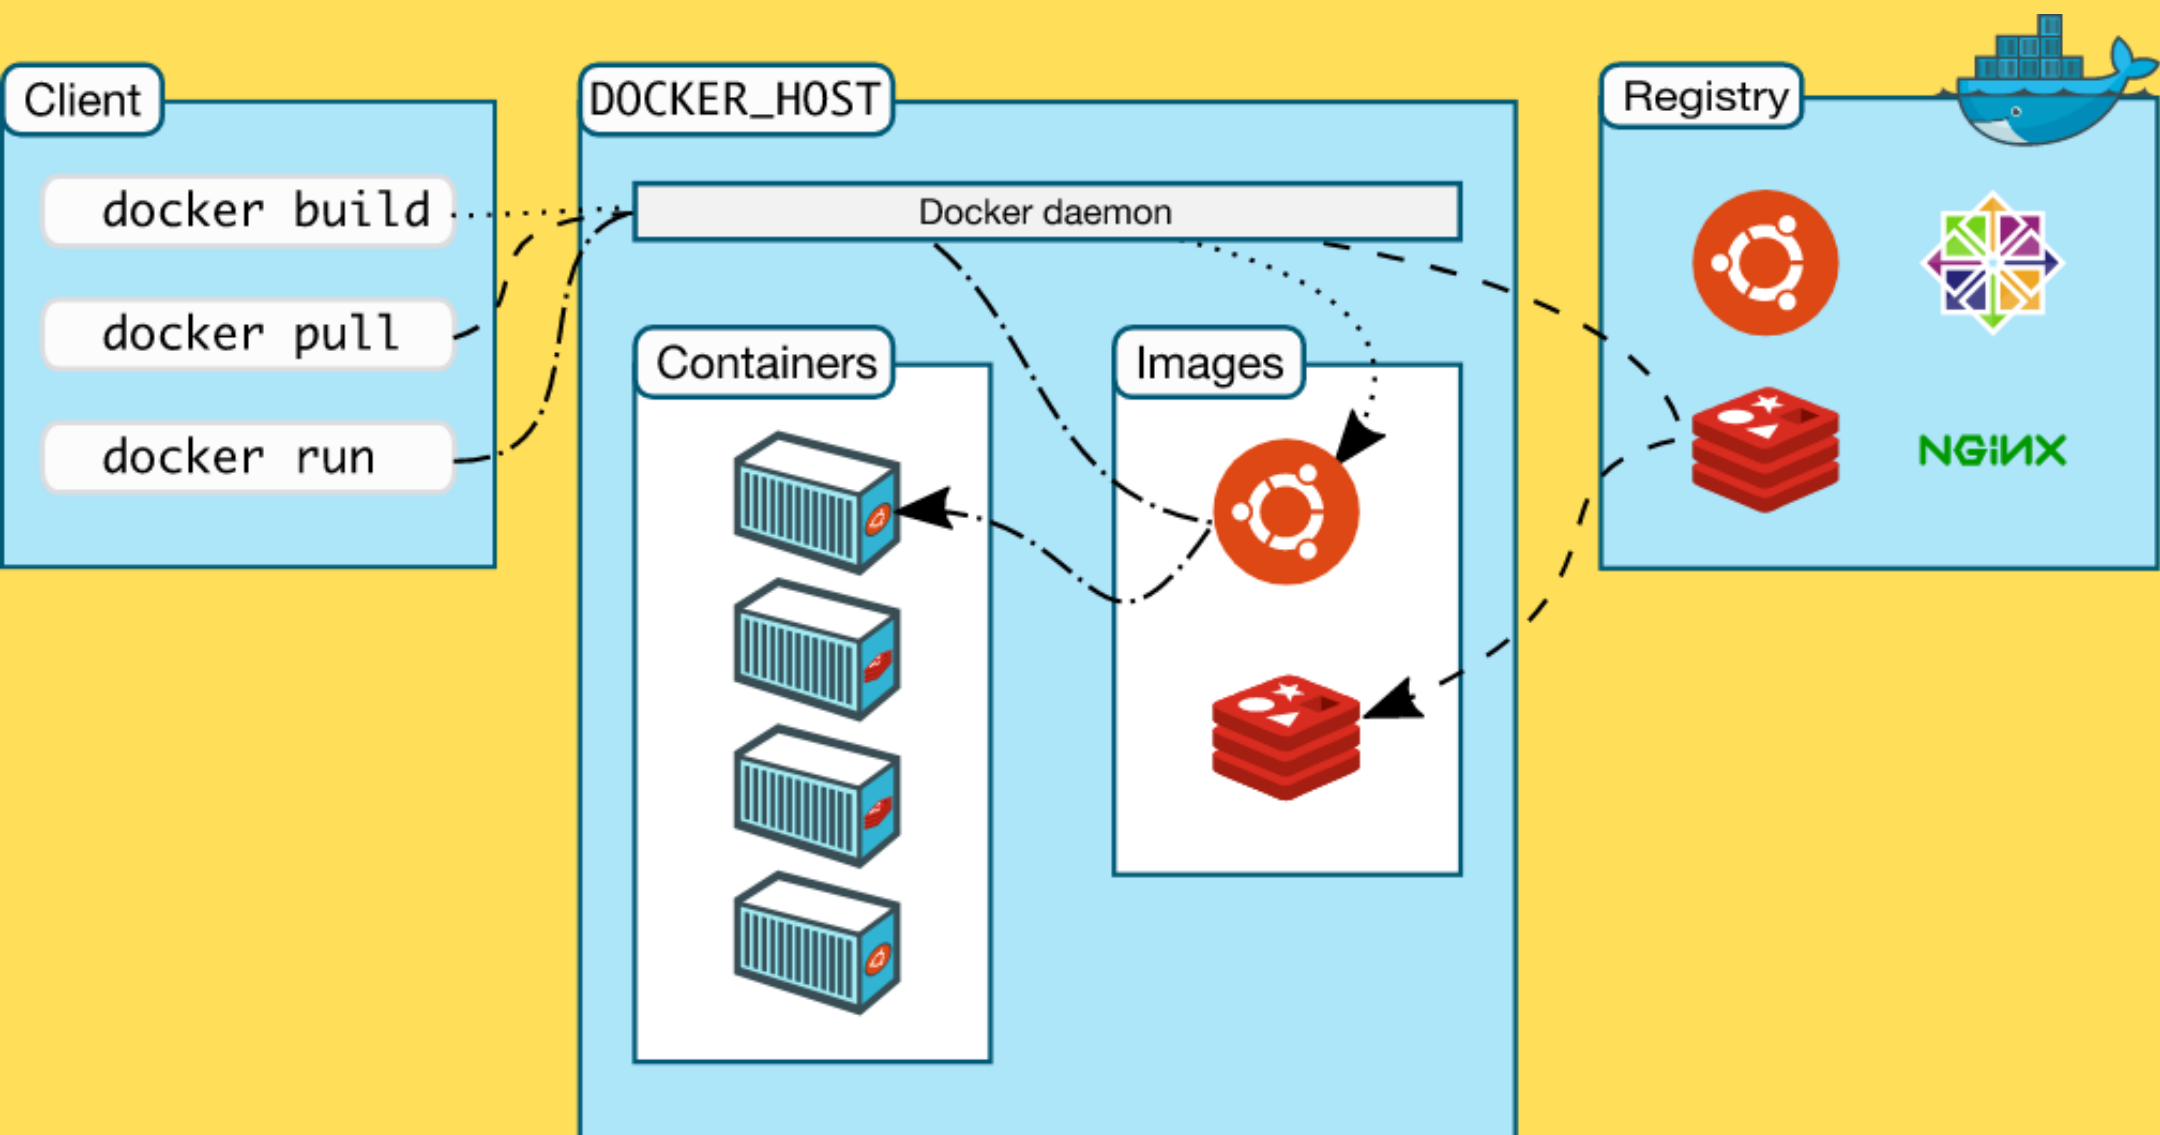 Client
docker build
docker pull
docker run
DOCKER_HOST
Docker daemon
Containers
Images
Registry
NGiNX